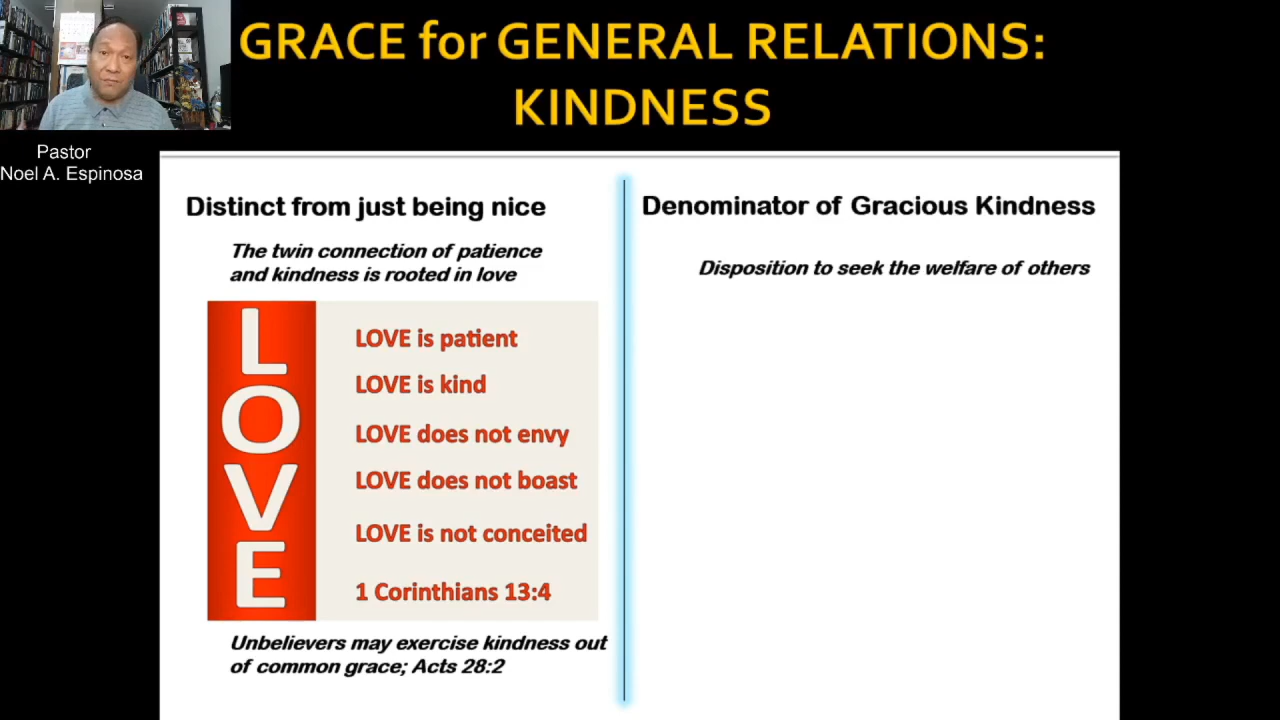 GRACE for GENERAL RELATIONS:
KINDNESS
Pastor
Noel A. Espinosa
Distinct from just being nice
The twin connection of patience
and kindness is rooted in love
LOVE
LOVE is patient
LOVE is kind
LOVE does not envy
LOVE does not boast
LOVE is not conceited
1 Corinthians 13:4
Unbelievers may exercise kindness out
of common grace; Acts 28:2
Denominator of Gracious Kindness
Disposition to seek the welfare of others